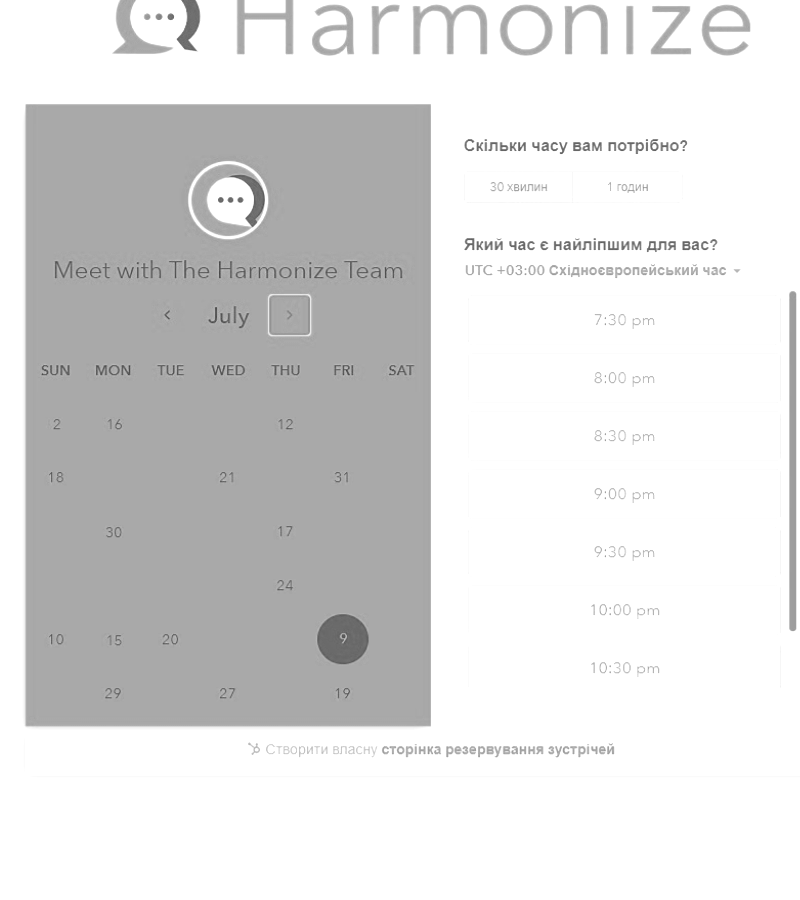 Harmonize
Meet with The Harmonize Team
July
SUN MON TUE WED THU FRI SAT
2 16 12
18 21 31
30 17
24
10 15 20 9
29 27 19
Скільки часу вам потрібно?
30 хвилин 1 годин
Який час є найліпшим для вас?
UTC +03:00 Східноєвропейський час
7:30 pm
8:00 pm
8:30 pm
9:00 pm
9:30 pm
10:00 pm
10:30 pm
Створити власну сторінка резервування зустрічей